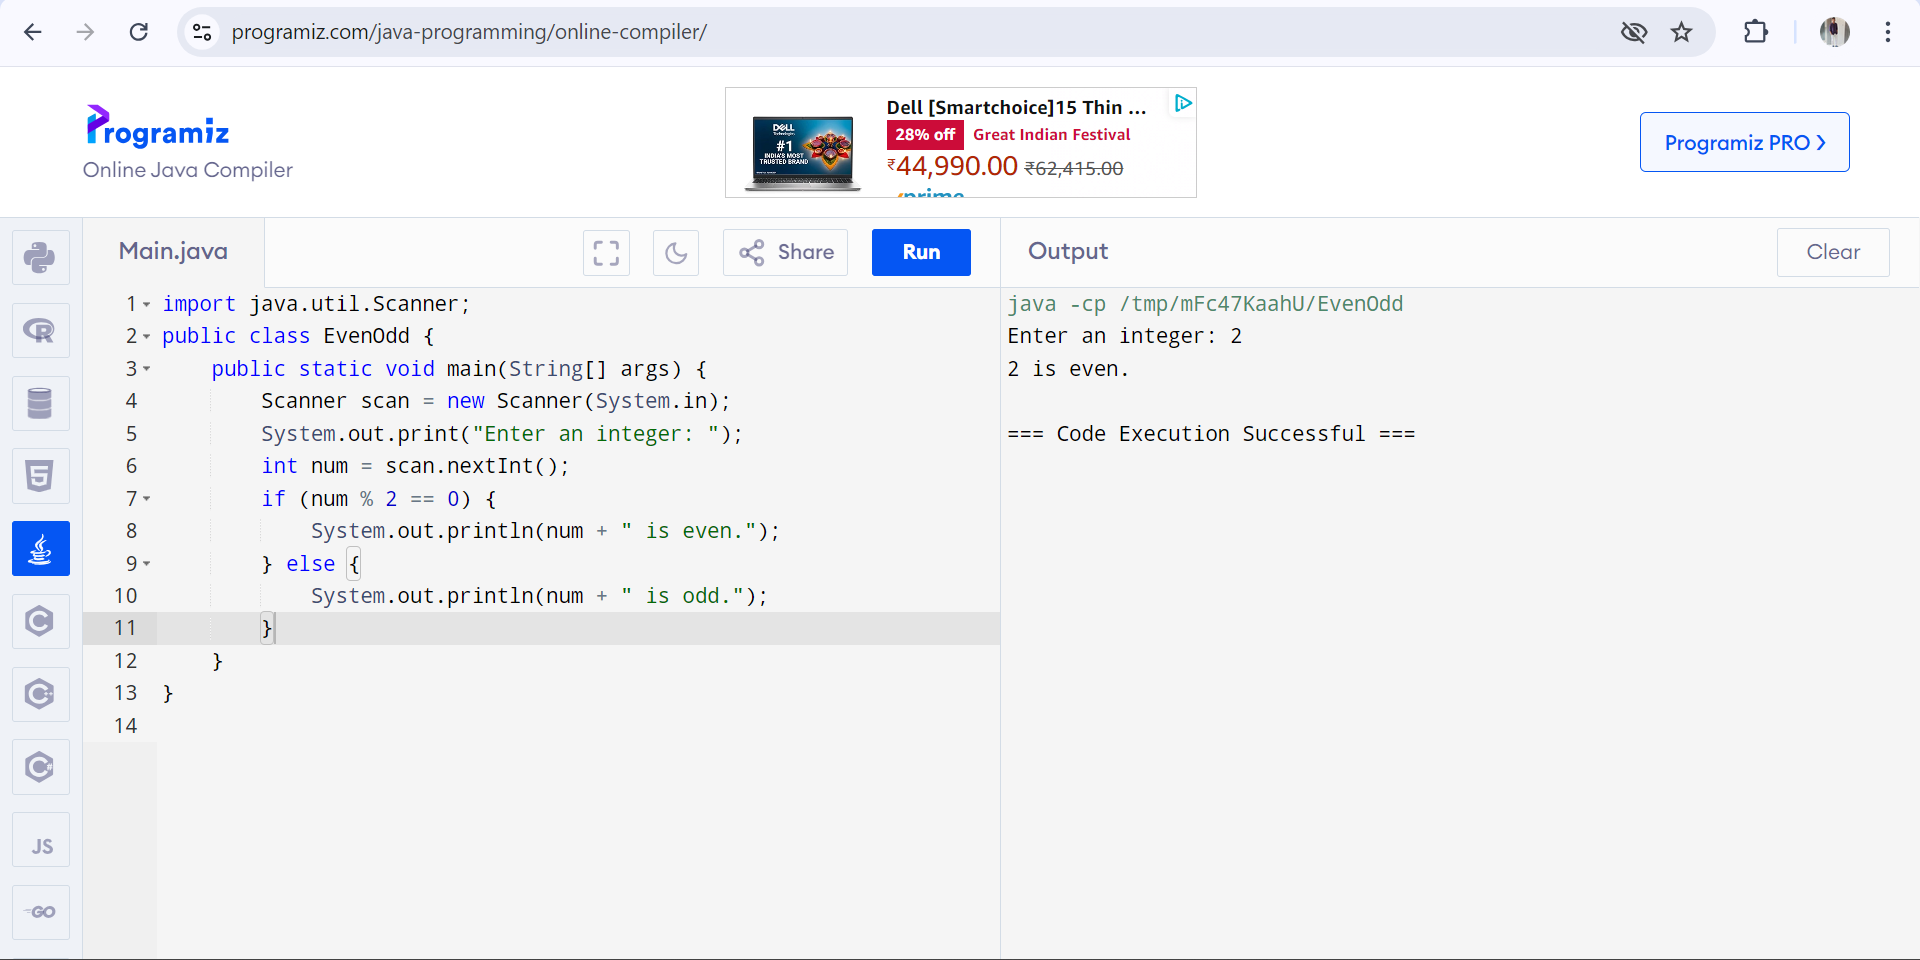 programiz.com/java-programming/online-compiler/
Programiz
Online Java Compiler
DELL
Technologies
#1
INDIA'S MOST
TRUSTED BRAND
Dell [Smartchoice]15 Thin ...
28% off Great Indian Festival
₹44,990.00 ₹62,415.00
prime
Programiz PRO ❯
Main.java
Share
Run
Output
Clear
1 import java.util.Scanner;
2 public class EvenOdd {
3     public static void main(String[] args) {
4         Scanner scan = new Scanner(System.in);
5         System.out.print("Enter an integer: ");
6         int num = scan.nextInt();
7         if (num % 2 == 0) {
8             System.out.println(num + " is even.");
9         } else {
10             System.out.println(num + " is odd.");
11         }
12     }
13 }
14
java -cp /tmp/mFc47KaahU/EvenOdd
Enter an integer: 2
2 is even.
=== Code Execution Successful ===
R
5
C
C++
C#
JS
GO